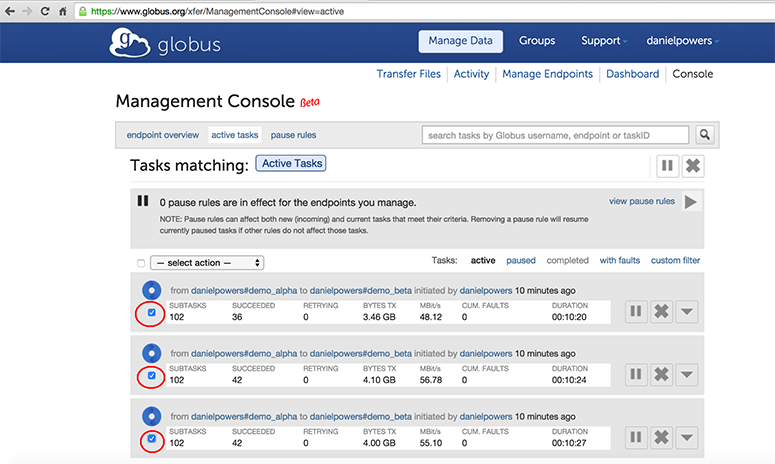 https://www.globus.org/xfer/ManagementConsole#view=active
g globus
Manage Data Groups Support danielpowers
Transfer Files Activity Manage Endpoints Dashboard Console
Management Console Beta
endpoint overview active tasks pause rules search tasks by Globus username, endpoint or taskID
Tasks matching: Active Tasks
0 pause rules are in effect for the endpoints you manage. view pause rules
NOTE: Pause rules can affect both new (incoming) and current tasks that meet their criteria. Removing a pause rule will resume
currently paused tasks if other rules do not affect those tasks.
— select action — Tasks: active paused completed with faults custom filter
from danielpowers#demo_alpha to danielpowers#demo_beta initiated by danielpowers 10 minutes ago
SUBTASKS SUCCEEDED RETRYING BYTES TX MBit/s CUM. FAULTS DURATION
102 36 0 3.46 GB 48.12 0 00:10:20
from danielpowers#demo_alpha to danielpowers#demo_beta initiated by danielpowers 10 minutes ago
SUBTASKS SUCCEEDED RETRYING BYTES TX MBit/s CUM. FAULTS DURATION
102 42 0 4.10 GB 56.78 0 00:10:24
from danielpowers#demo_alpha to danielpowers#demo_beta initiated by danielpowers 10 minutes ago
SUBTASKS SUCCEEDED RETRYING BYTES TX MBit/s CUM. FAULTS DURATION
102 42 0 4.00 GB 55.10 0 00:10:27